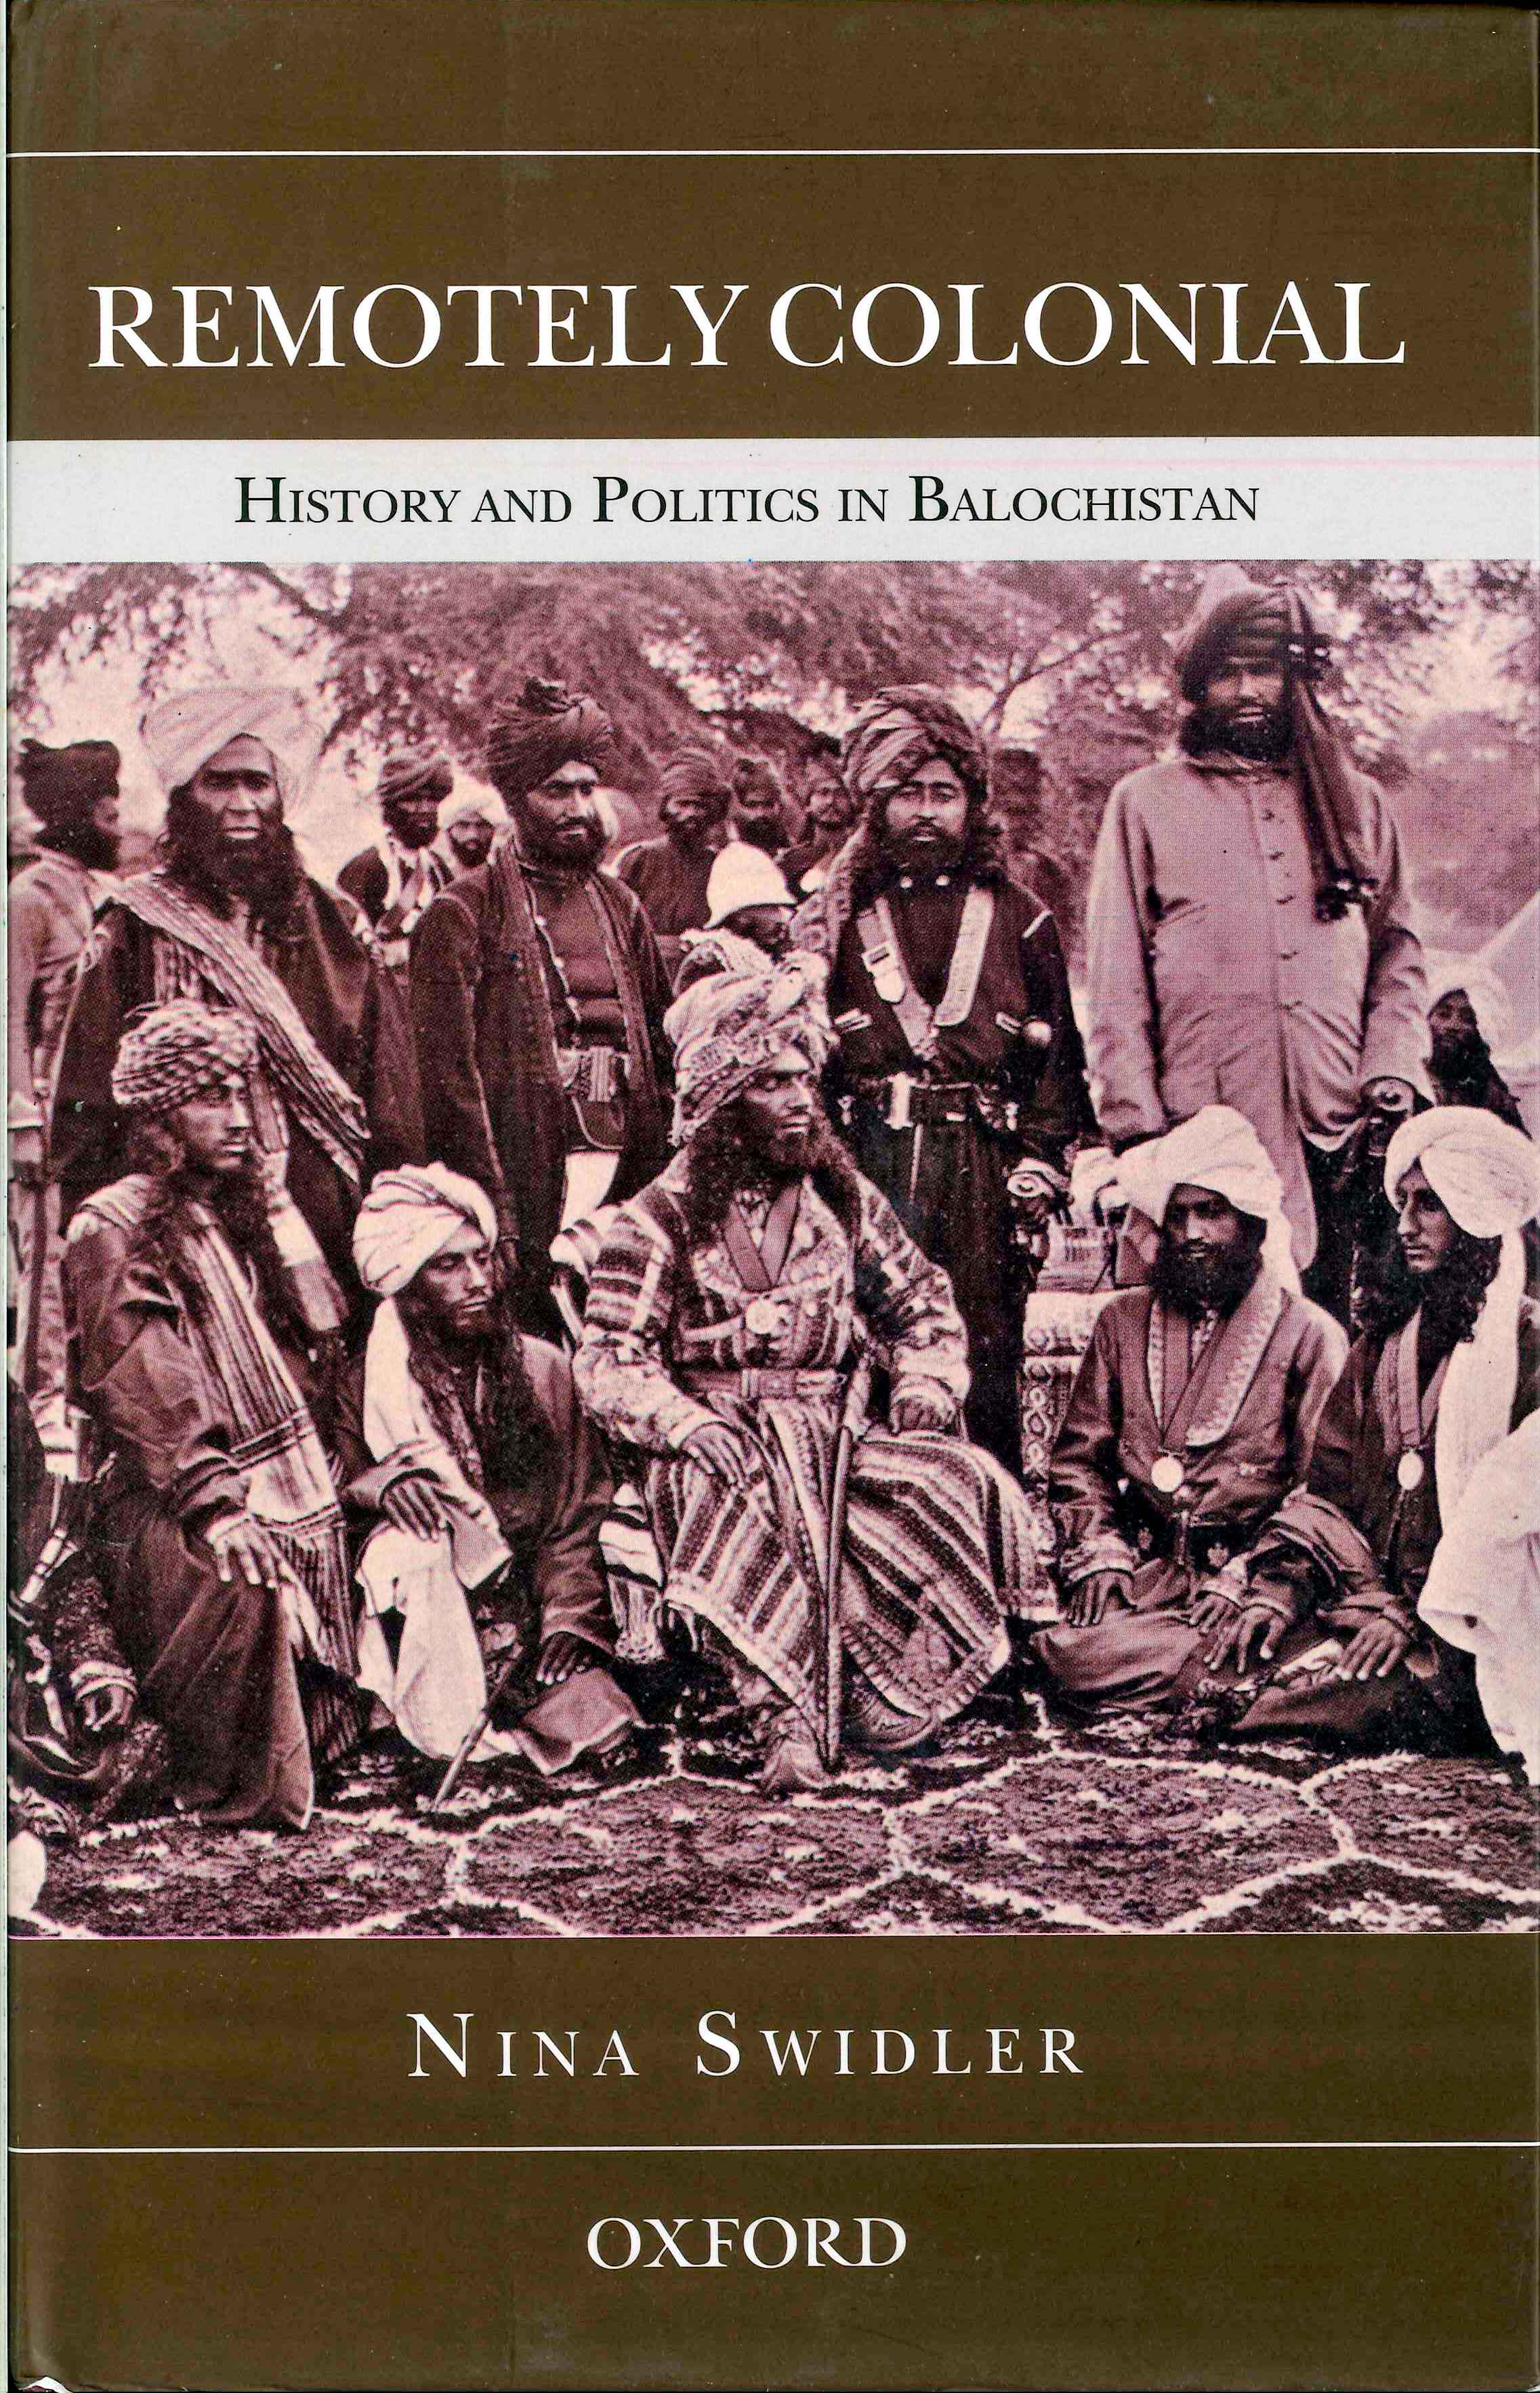 REMOTELY COLONIAL
HISTORY AND POLITICS IN BALOCHISTAN
NINA SWIDLER
OXFORD